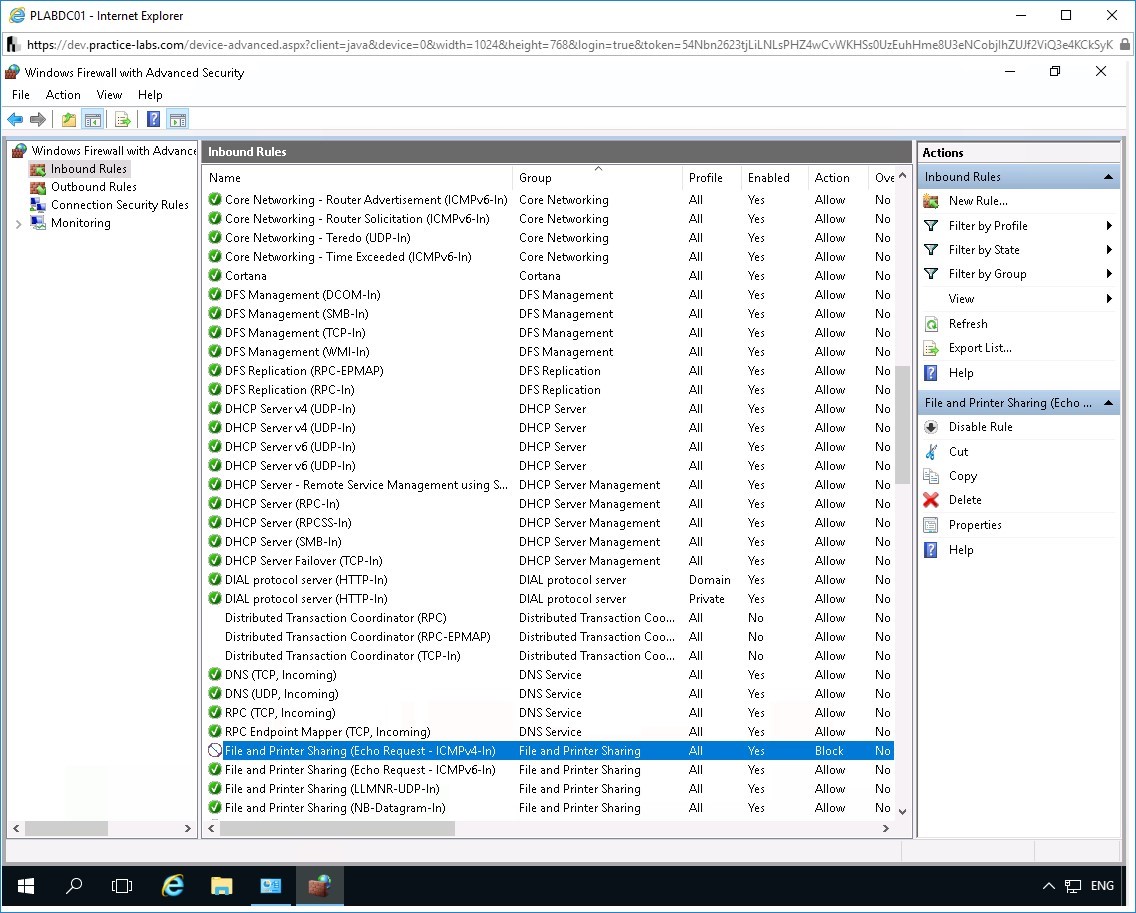 PLABDC01 - Internet Explorer
https://dev.practice-labs.com/device-advanced.aspx?client=java&device=0&width=1024&height=768&login=true&token=
Windows Firewall with Advanced Security
File Action View Help
Windows Firewall with Advance
Inbound Rules
Outbound Rules
Connection Security Rules
Monitoring
Inbound Rules
Name Group Profile Enabled Action Ove
Core Networking - Router Advertisement (ICMPv6-In) Core Networking All Yes Allow No
Core Networking - Router Solicitation (ICMPv6-In) Core Networking All Yes Allow No
Core Networking - Teredo (UDP-In) Core Networking All Yes Allow No
Core Networking - Time Exceeded (ICMPv6-In) Core Networking All Yes Allow No
Cortana Cortana All Yes Allow No
DFS Management (DCOM-In) DFS Management All Yes Allow No
DFS Management (SMB-In) DFS Management All Yes Allow No
DFS Management (TCP-In) DFS Management All Yes Allow No
DFS Management (WMI-In) DFS Management All Yes Allow No
DFS Replication (RPC-EPMAP) DFS Replication All Yes Allow No
DFS Replication (RPC-In) DFS Replication All Yes Allow No
DHCP Server v4 (UDP-In) DHCP Server All Yes Allow No
DHCP Server v4 (UDP-In) DHCP Server All Yes Allow No
DHCP Server v6 (UDP-In) DHCP Server All Yes Allow No
DHCP Server v6 (UDP-In) DHCP Server All Yes Allow No
DHCP Server - Remote Service Management using S... DHCP Server Management All Yes Allow No
DHCP Server (RPC-In) DHCP Server Management All Yes Allow No
DHCP Server (RPCSS-In) DHCP Server Management All Yes Allow No
DHCP Server (SMB-In) DHCP Server Management All Yes Allow No
DHCP Server Failover (TCP-In) DHCP Server Management All Yes Allow No
DIAL protocol server (HTTP-In) DIAL protocol server Domain Yes Allow No
DIAL protocol server (HTTP-In) DIAL protocol server Private Yes Allow No
Distributed Transaction Coordinator (RPC) Distributed Transaction Coo... All No Allow No
Distributed Transaction Coordinator (RPC-EPMAP) Distributed Transaction Coo... All No Allow No
Distributed Transaction Coordinator (TCP-In) Distributed Transaction Coo... All No Allow No
DNS (TCP, Incoming) DNS Service All Yes Allow No
DNS (UDP, Incoming) DNS Service All Yes Allow No
RPC (TCP, Incoming) DNS Service All Yes Allow No
RPC Endpoint Mapper (TCP, Incoming) DNS Service All Yes Allow No
File and Printer Sharing (Echo Request - ICMPv4-In) File and Printer Sharing All Yes Block No
File and Printer Sharing (Echo Request - ICMPv6-In) File and Printer Sharing All Yes Allow No
File and Printer Sharing (LLMNR-UDP-In) File and Printer Sharing All Yes Allow No
File and Printer Sharing (NB-Datagram-In) File and Printer Sharing All Yes Allow No
Actions
Inbound Rules
New Rule...
Filter by Profile
Filter by State
Filter by Group
View
Refresh
Export List...
Help
File and Printer Sharing (Echo ...
Disable Rule
Cut
Copy
Delete
Properties
Help
ENG